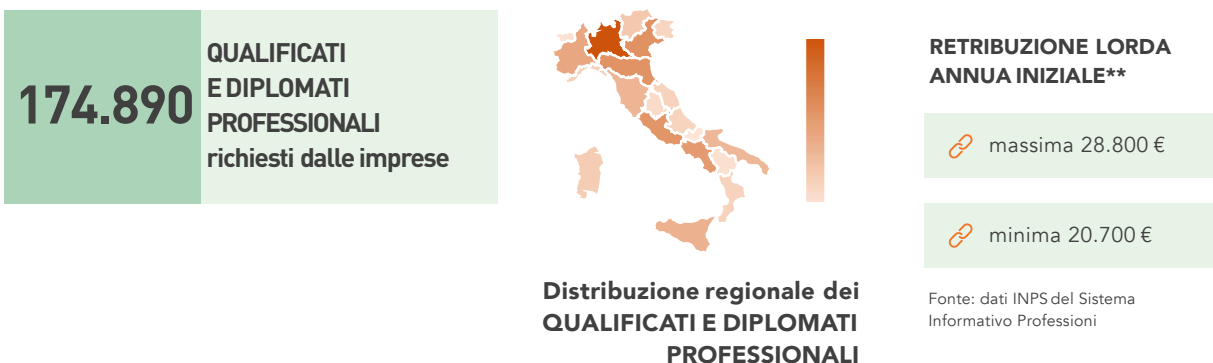 174.890
QUALIFICATI
E DIPLOMATI
PROFESSIONALI
richiesti dalle imprese
Distribuzione regionale dei
QUALIFICATI E DIPLOMATI
PROFESSIONALI
RETRIBUZIONE LORDA
ANNUA INIZIALE**
massima 28.800 €
minima 20.700 €
Fonte: dati INPS del Sistema
Informativo Professioni